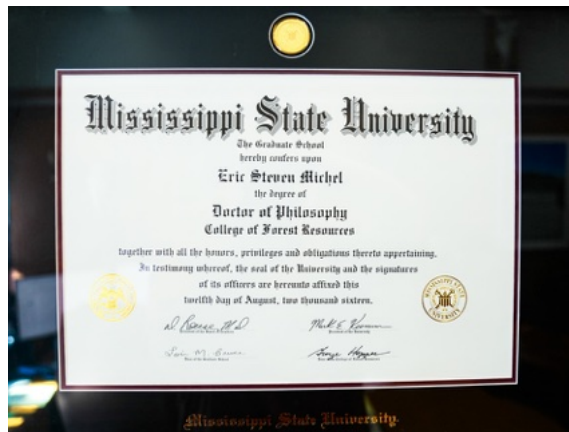 Mississippi State University
The Graduate School
hereby confers upon
Eric Steven Michel
the degree of
Doctor of Philosophy
College of Forest Resources
together with all the honors, privileges and obligations thereto appertaining.
In testimony whereof, the seal of the University and the signatures
of its officers are hereunto affixed this
twelfth day of August, two thousand sixteen.
MISSISSIPPI STATE
UNIVERSITY
Mississippi State University